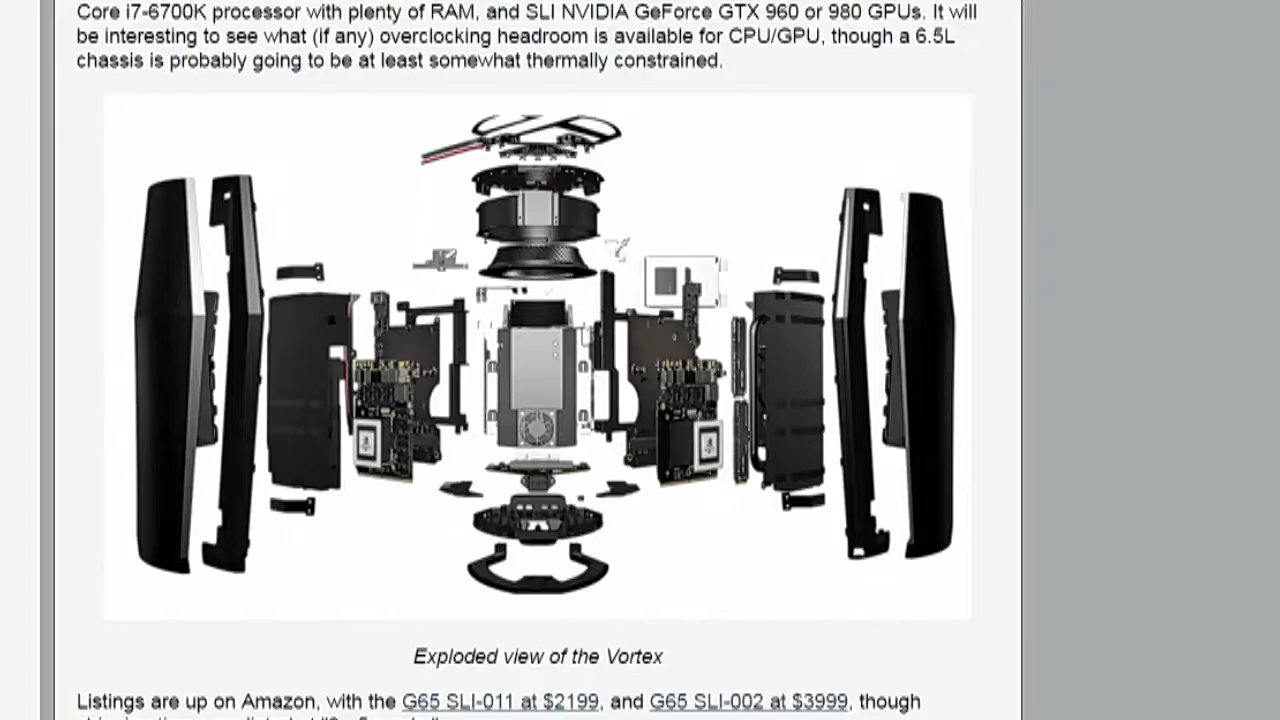 Core i7-6700K processor with plenty of RAM, and SLI NVIDIA GeForce GTX 960 or 980 GPUs. It will
be interesting to see what (if any) overclocking headroom is available for CPU/GPU, though a 6.5L
chassis is probably going to be at least somewhat thermally constrained.
Exploded view of the Vortex
Listings are up on Amazon, with the G65 SLI-011 at $2199, and G65 SLI-002 at $3999, though